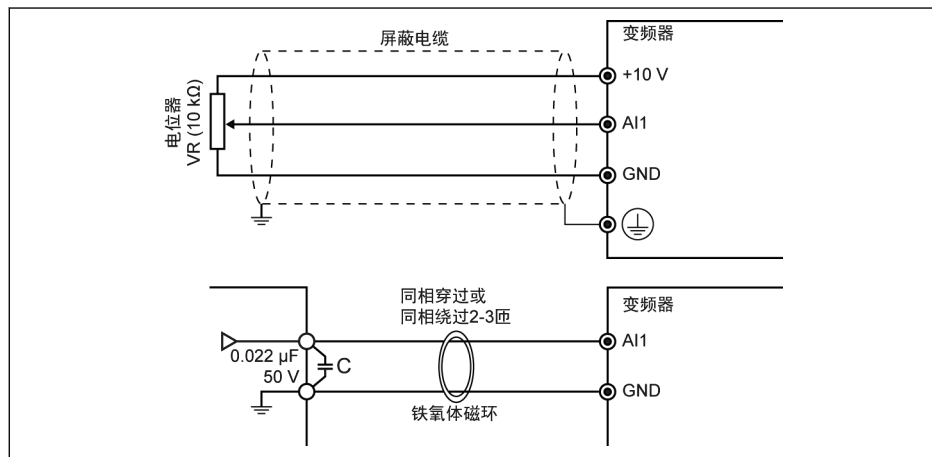 屏蔽电缆
变频器
+10 V
电位器
VR (10 kΩ)
AI1
GND
同相穿过或
同相绕过2-3匝
变频器
0.022 μF
50 V
C
AI1
GND
铁氧体磁环